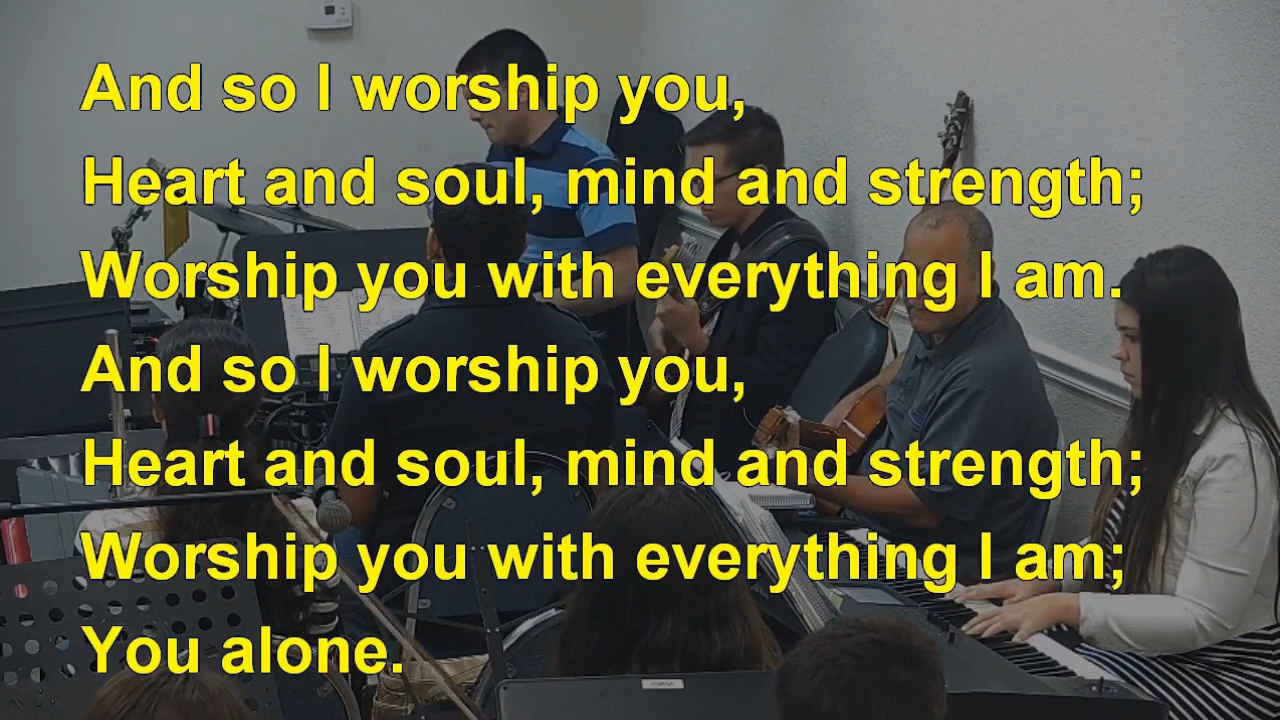 And so I worship you,
Heart and soul, mind and strength;
Worship you with everything I am.
And so I worship you,
Heart and soul, mind and strength;
Worship you with everything I am;
You alone.